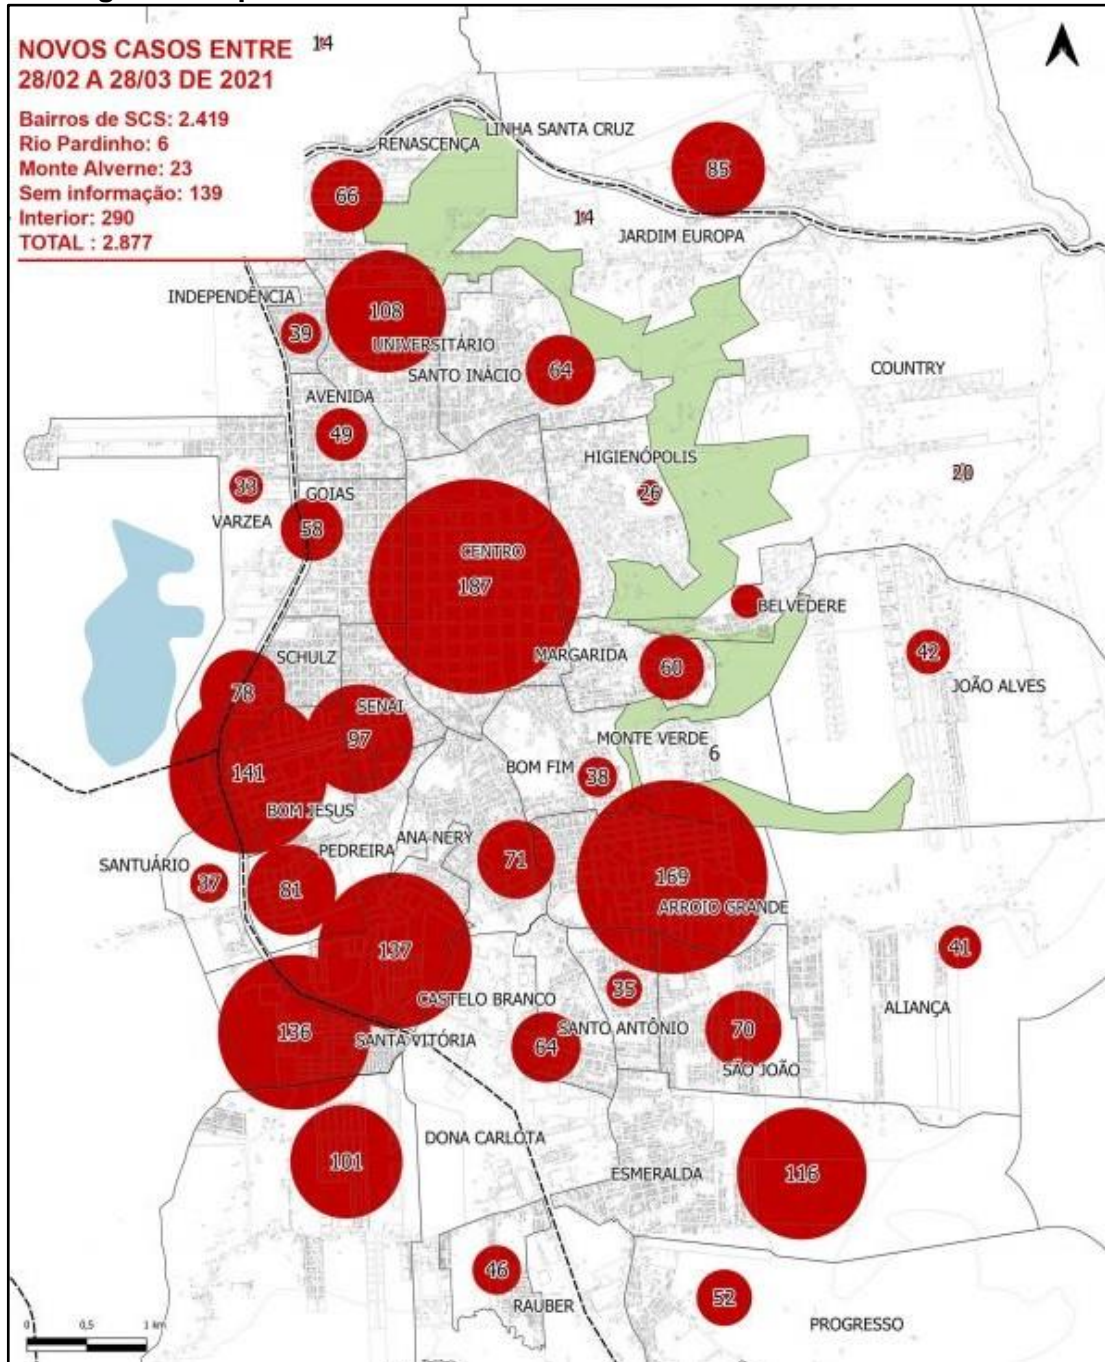 NOVOS CASOS ENTRE
28/02 A 28/03 DE 2021
Bairros de SCS: 2.419
Rio Pardinho: 6
Monte Alverne: 23
Sem informação: 139
Interior: 290
TOTAL : 2.877
14
LINHA SANTA CRUZ
RENASCENÇA
85
66
14
JARDIM EUROPA
INDEPENDÊNCIA
108
39
UNIVERSITÁRIO
SANTO INÁCIO
64
COUNTRY
AVENIDA
49
HIGIENÓPOLIS
20
33
GOIAS
26
VARZEA
58
CENTRO
187
BELVEDERE
SCHULZ
MARGARIDA
60
42
JOÃO ALVES
78
SENAI
97
MONTE VERDE
6
BOM FIM
38
141
BOM JESUS
PEDREIRA
ANA NERY
71
SANTUÁRIO
37
81
169
ARROIO GRANDE
137
41
35
CASTELO BRANCO
SANTO ANTÔNIO
ALIANÇA
136
SANTA VITÓRIA
64
70
SÃO JOÃO
DONA CARLOTA
101
ESMERALDA
116
46
RAUBER
52
PROGRESSO
0 0,5 1 km